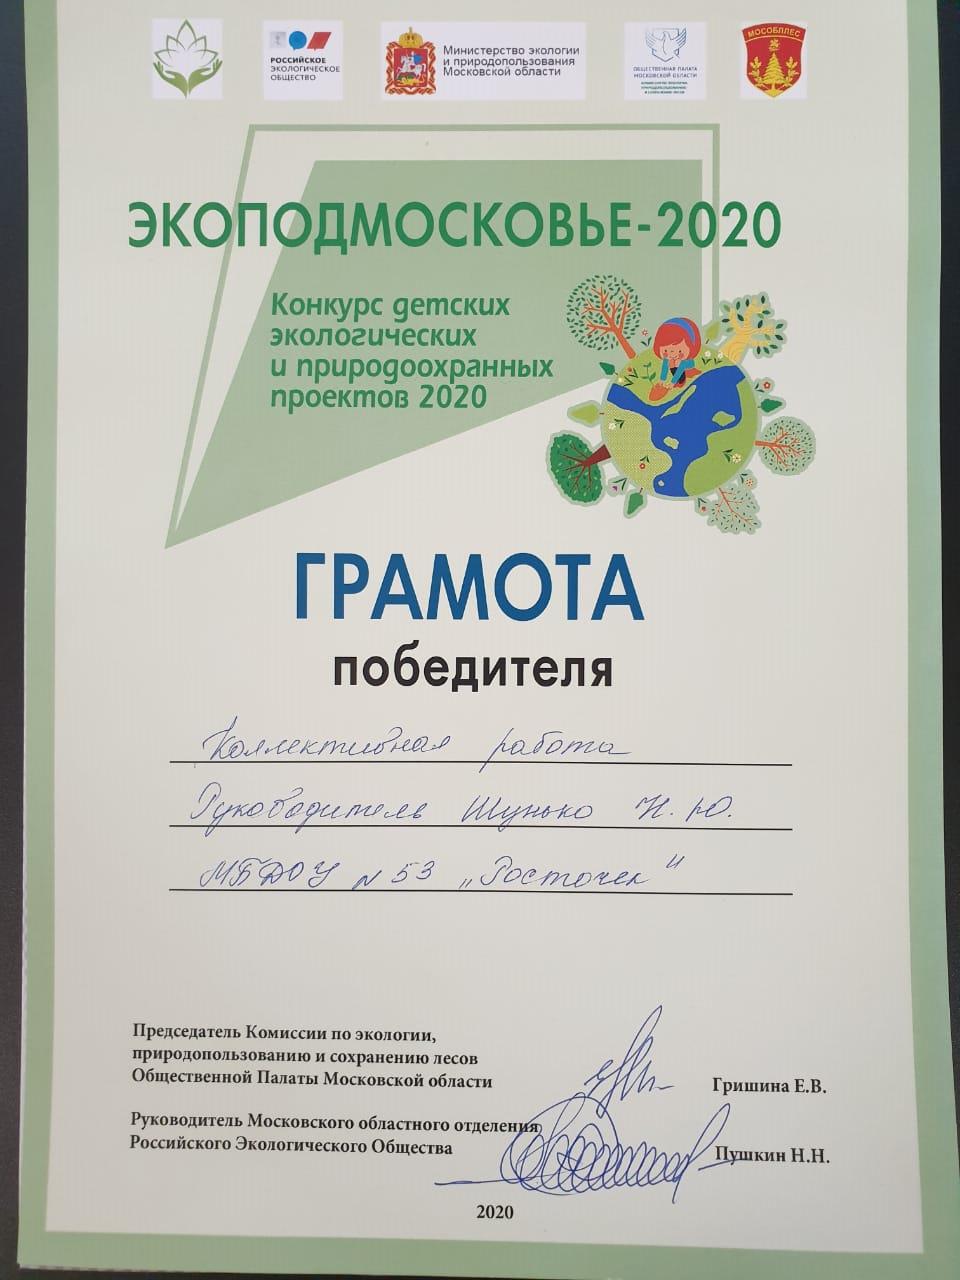 РОССИЙСКОЕ
ЭКОЛОГИЧЕСКОЕ
ОБЩЕСТВО
Министерство экологии
и природопользования
Московской области
ОБЩЕСТВЕННАЯ ПАЛАТА
МОСКОВСКОЙ ОБЛАСТИ
МОСОБЛЛЕС
ЭКОПОДМОСКОВЬЕ-2020
Конкурс детских
экологических
и природоохранных
проектов 2020
ГРАМОТА
победителя
Коллективная работа
Руководитель Шунько Н. Ю.
МБДОУ № 53 „Росточек"
Председатель Комиссии по экологии,
природопользованию и сохранению лесов
Общественной Палаты Московской области
Гришина Е.В.
Руководитель Московского областного отделения
Российского Экологического Общества
Пушкин Н.Н.
2020